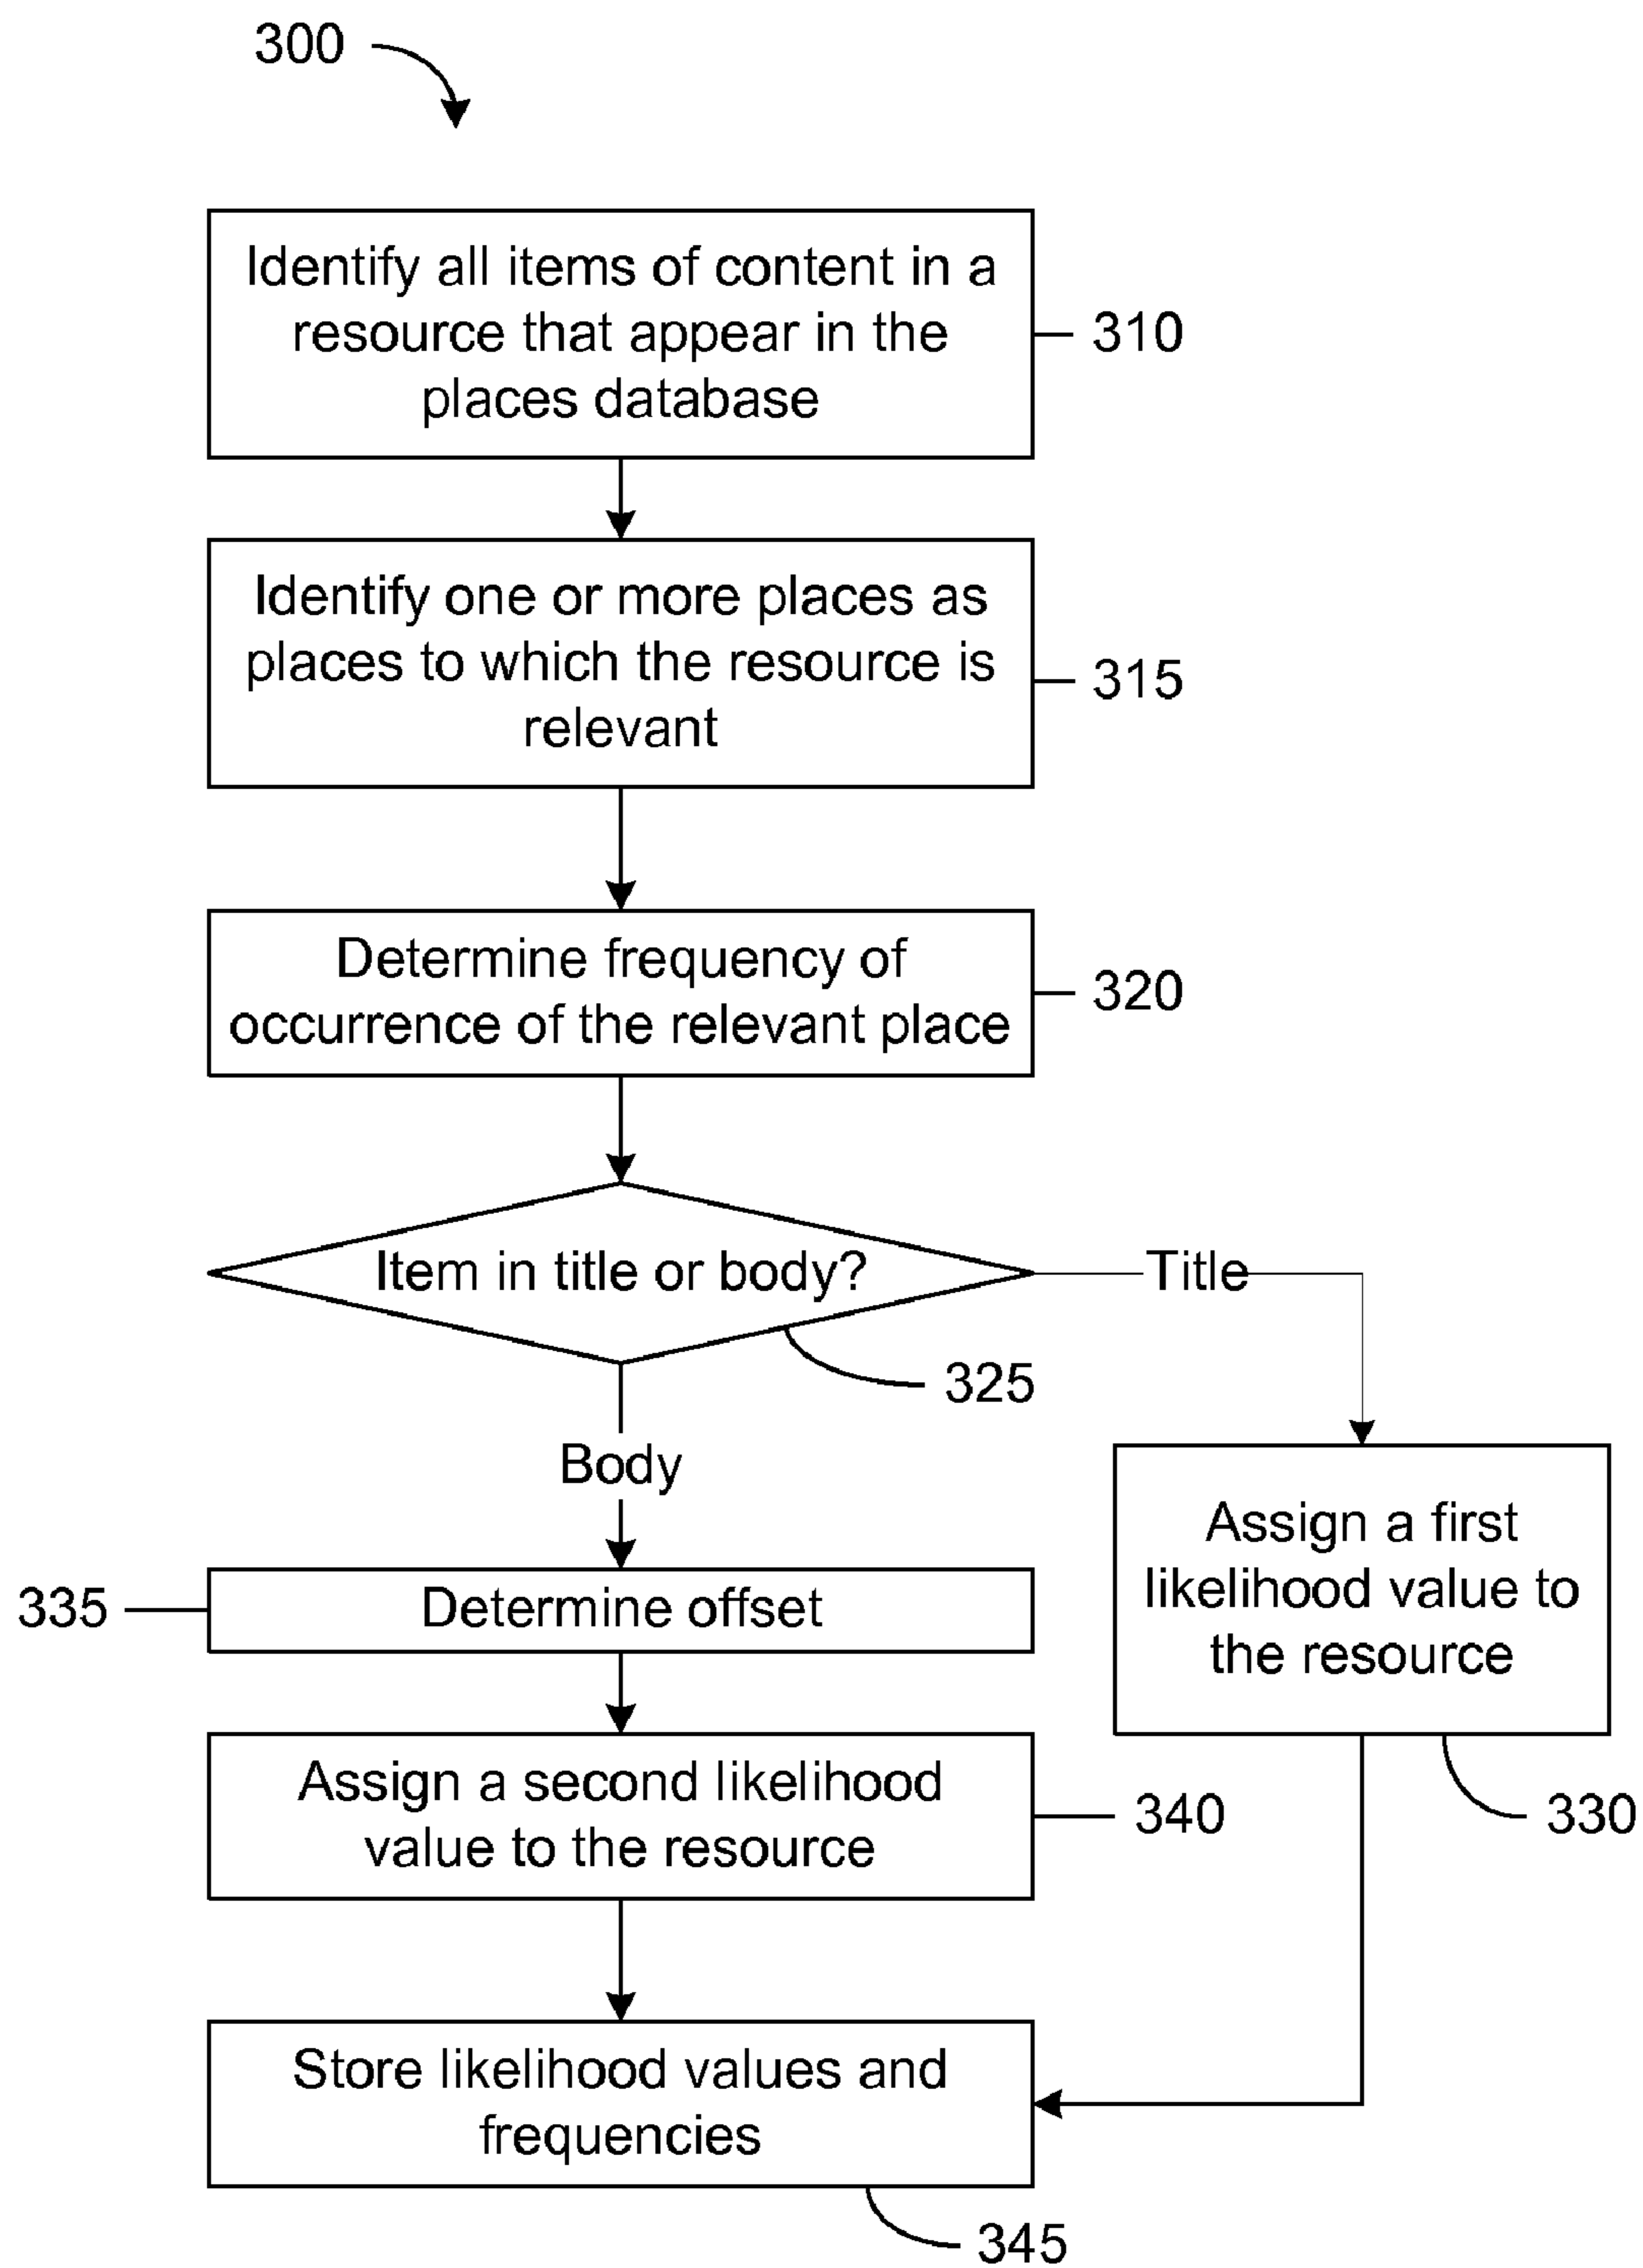 300
Identify all items of content in a
resource that appear in the
places database
310
Identify one or more places as
places to which the resource is
relevant
315
Determine frequency of
occurrence of the relevant place
320
Item in title or body?
Title
325
Body
Assign a first
likelihood value to
the resource
330
335
Determine offset
Assign a second likelihood
value to the resource
340
Store likelihood values and
frequencies
345